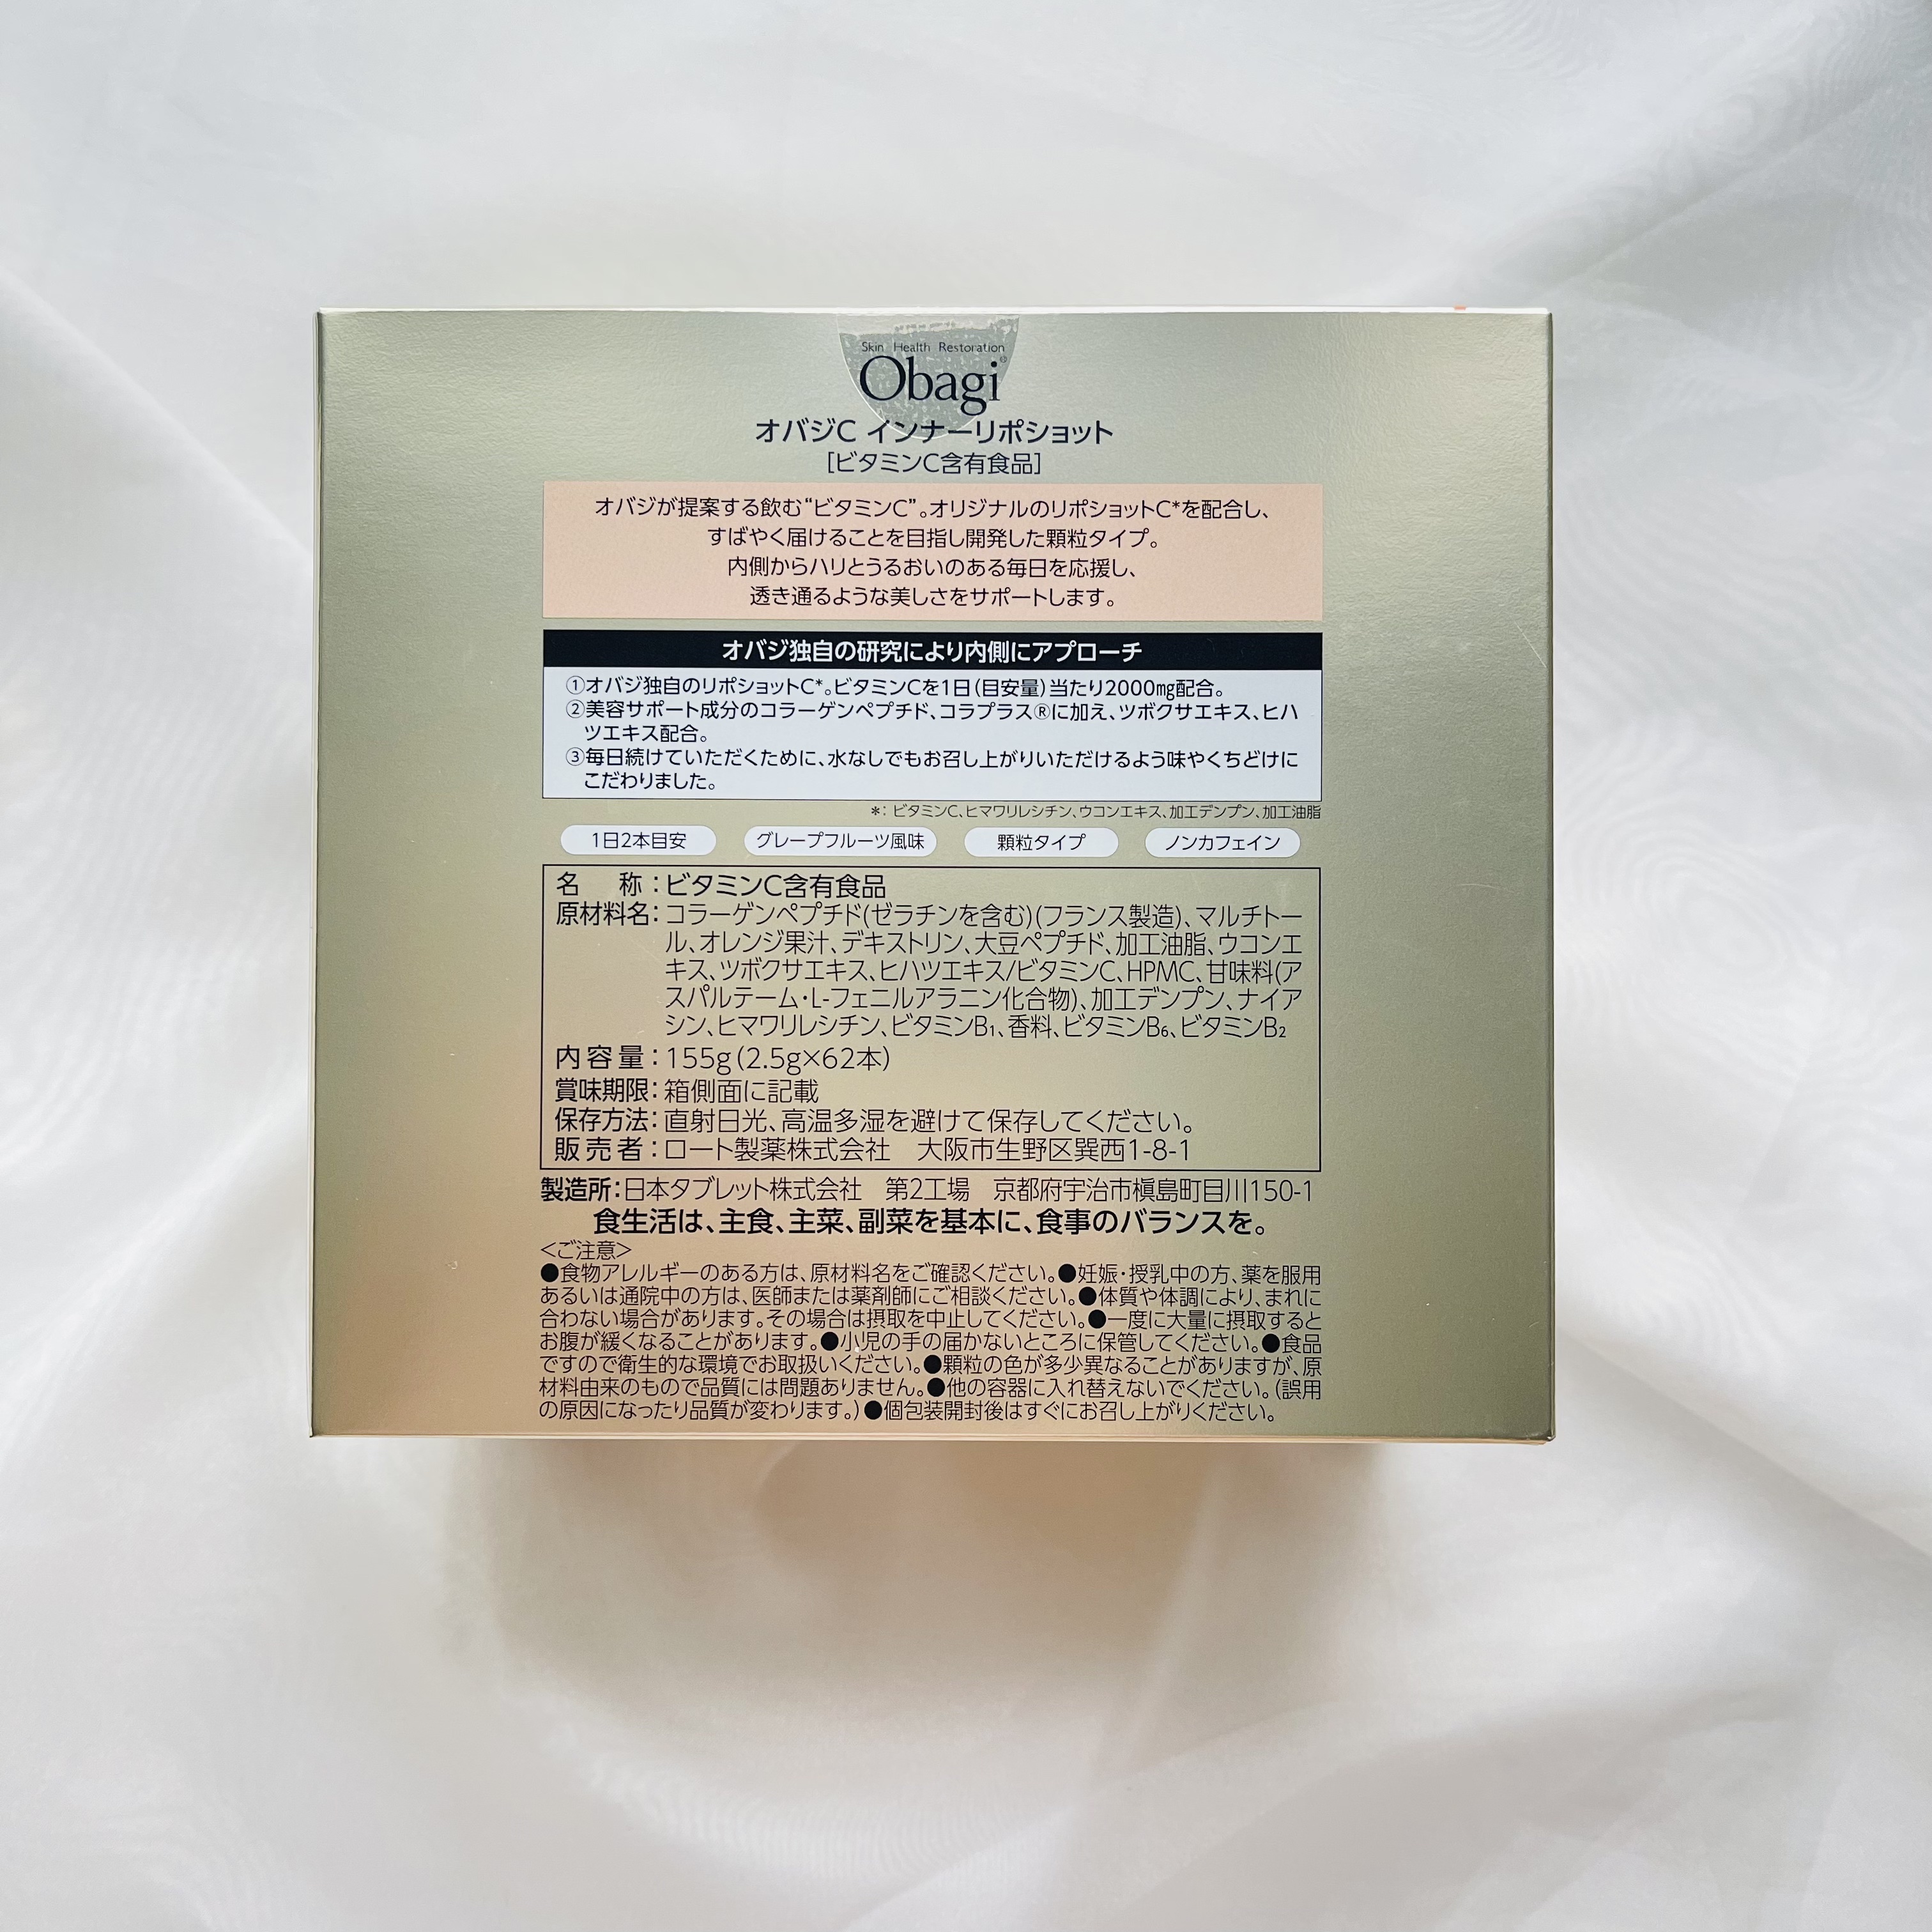 Skin Health Restoration
Obagi®
オバジC インナーリポショット
[ビタミンC含有食品]
オバジが提案する飲む“ビタミンC”。オリジナルのリポショットC*を配合し、
すばやく届けることを目指し開発した顆粒タイプ。
内側からハリとうるおいのある毎日を応援し、
透き通るような美しさをサポートします。
オバジ独自の研究により内側にアプローチ
①オバジ独自のリポショットC*。ビタミンCを1日(目安量)当たり2000㎎配合。
②美容サポート成分のコラーゲンペプチド、コラプラス®に加え、ツボクサエキス、ヒハ
ツエキス配合。
③毎日続けていただくために、水なしでもお召し上がりいただけるよう味やくちどけに
こだわりました。
*: ビタミンC、ヒマワリレシチン、ウコンエキス、加工デンプン、加工油脂
1日2本目安 グレープフルーツ風味 顆粒タイプ ノンカフェイン
名 称:ビタミンC含有食品
原材料名:コラーゲンペプチド(ゼラチンを含む)(フランス製造)、マルチトー
ル、オレンジ果汁、デキストリン、大豆ペプチド、加工油脂、ウコンエ
キス、ツボクサエキス、ヒハツエキス/ビタミンC、HPMC、甘味料(ア
スパルテーム・L-フェニルアラニン化合物)、加工デンプン、ナイア
シン、ヒマワリレシチン、ビタミンB₁、香料、ビタミンB₆、ビタミンB₂
内容量:155g(2.5g×62本)
賞味期限:箱側面に記載
保存方法:直射日光、高温多湿を避けて保存してください。
販売者:ロート製薬株式会社 大阪市生野区巽西1-8-1
製造所:日本タブレット株式会社 第2工場 京都府宇治市槇島町目川150-1
食生活は、主食、主菜、副菜を基本に、食事のバランスを。
<ご注意>
●食物アレルギーのある方は、原材料名をご確認ください。●妊娠・授乳中の方、薬を服用
あるいは通院中の方は、医師または薬剤師にご相談ください。●体質や体調により、まれに
合わない場合があります。その場合は摂取を中止してください。●一度に大量に摂取すると
お腹が緩くなることがあります。●小児の手の届かないところに保管してください。●食品
ですので衛生的な環境でお取扱いください。●顆粒の色が多少異なることがありますが、原
材料由来のもので品質には問題ありません。●他の容器に入れ替えないでください。(誤用
の原因になったり品質が変わります。)●個包装開封後はすぐにお召し上がりください。